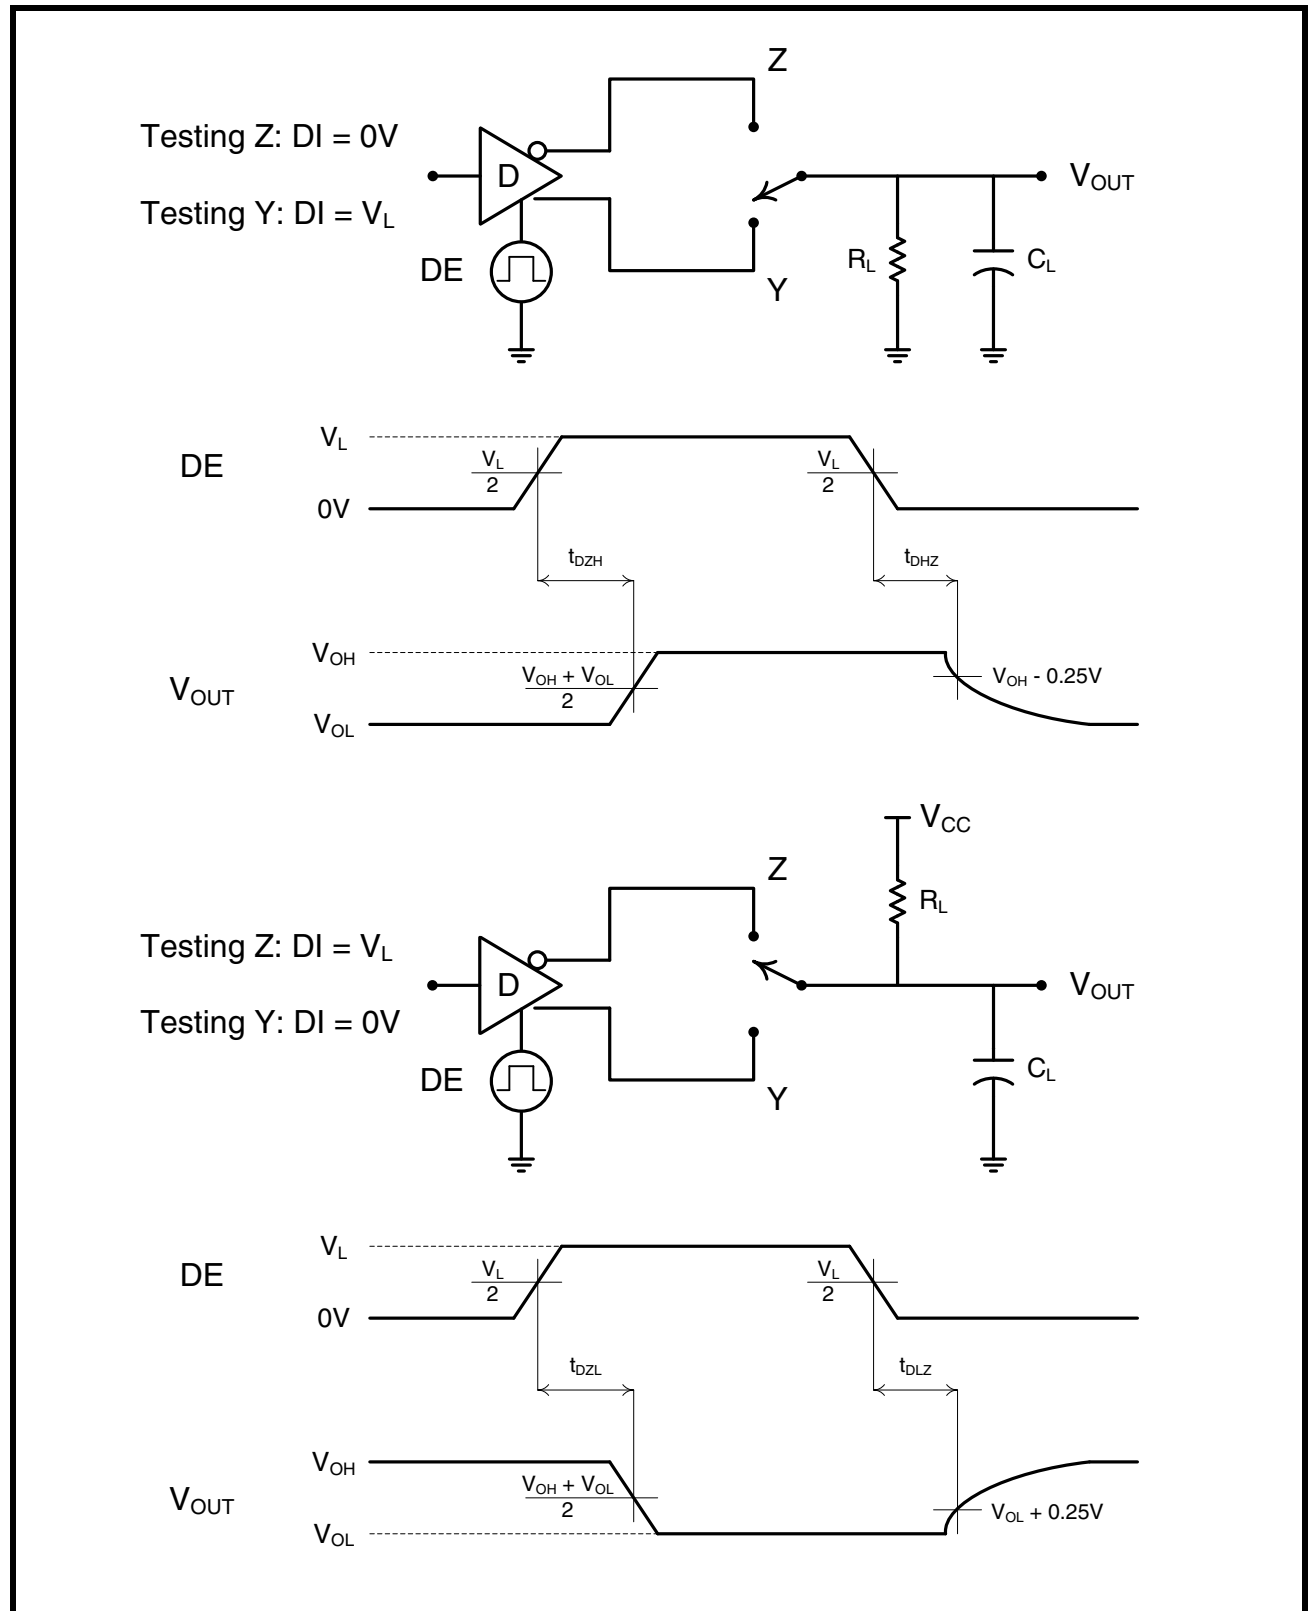 Z
Testing Z: DI = 0V
D
V_OUT
Testing Y: DI = V_L
DE
R_L
C_L
Y
V_L
DE
V_L
2
V_L
2
0V
t_DZH
t_DHZ
V_OH
V_OUT
V_OH + V_OL
2
V_OH - 0.25V
V_OL
V_CC
Z
R_L
Testing Z: DI = V_L
D
V_OUT
Testing Y: DI = 0V
DE
C_L
Y
V_L
DE
V_L
2
V_L
2
0V
t_DZL
t_DLZ
V_OH
V_OUT
V_OH + V_OL
2
V_OL + 0.25V
V_OL